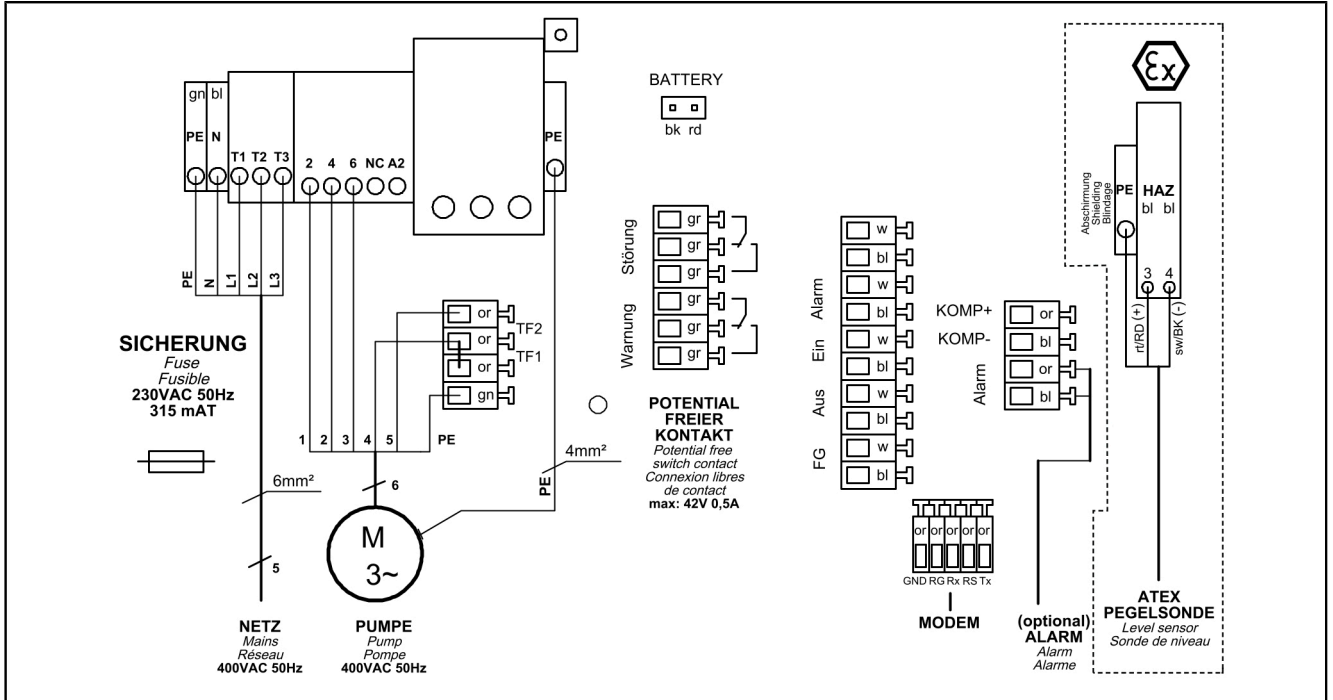 gn bl
PE N
T1 T2 T3
2 4 6 NC A2
PE
PE N L1 L2 L3
SICHERUNG
Fuse
Fusible
230VAC 50Hz
315 mAT
6mm²
5
NETZ
Mains
Réseau
400VAC 50Hz
or
or
or
gn
TF2
TF1
1 2 3 4 5 PE
6
M
3~
PUMPE
Pump
Pompe
400VAC 50Hz
4mm²
PE
BATTERY
bk rd
Störung
gr
gr
gr
Warnung
gr
gr
gr
POTENTIAL
FREIER
KONTAKT
Potential free
switch contact
Connexion libres
de contact
max: 42V 0,5A
w
bl
Alarm
w
bl
Ein
w
bl
Aus
w
bl
FG
w
bl
or or or or or
GND RG Rx RS Tx
MODEM
KOMP+ or
KOMP- bl
Alarm
or
bl
(optional)
ALARM
Alarm
Alarme
Ex
Abschirmung
Shielding
Blindage
PE
HAZ
bl bl
3 4
rt/RD (+)
sw/BK (-)
ATEX
PEGELSONDE
Level sensor
Sonde de niveau